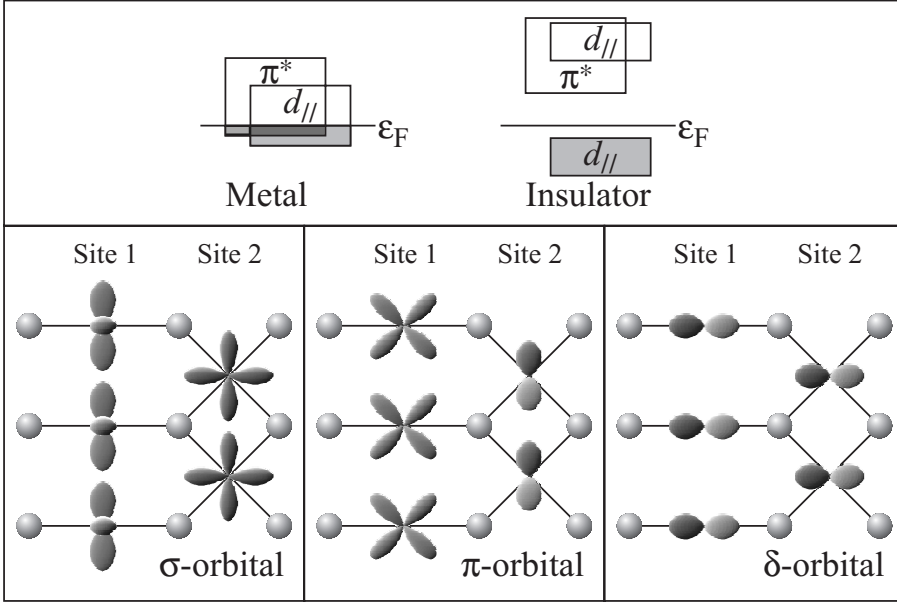 π*
d//
εF
Metal
d//
π*
εF
d//
Insulator
Site 1 Site 2
σ-orbital
Site 1 Site 2
π-orbital
Site 1 Site 2
δ-orbital